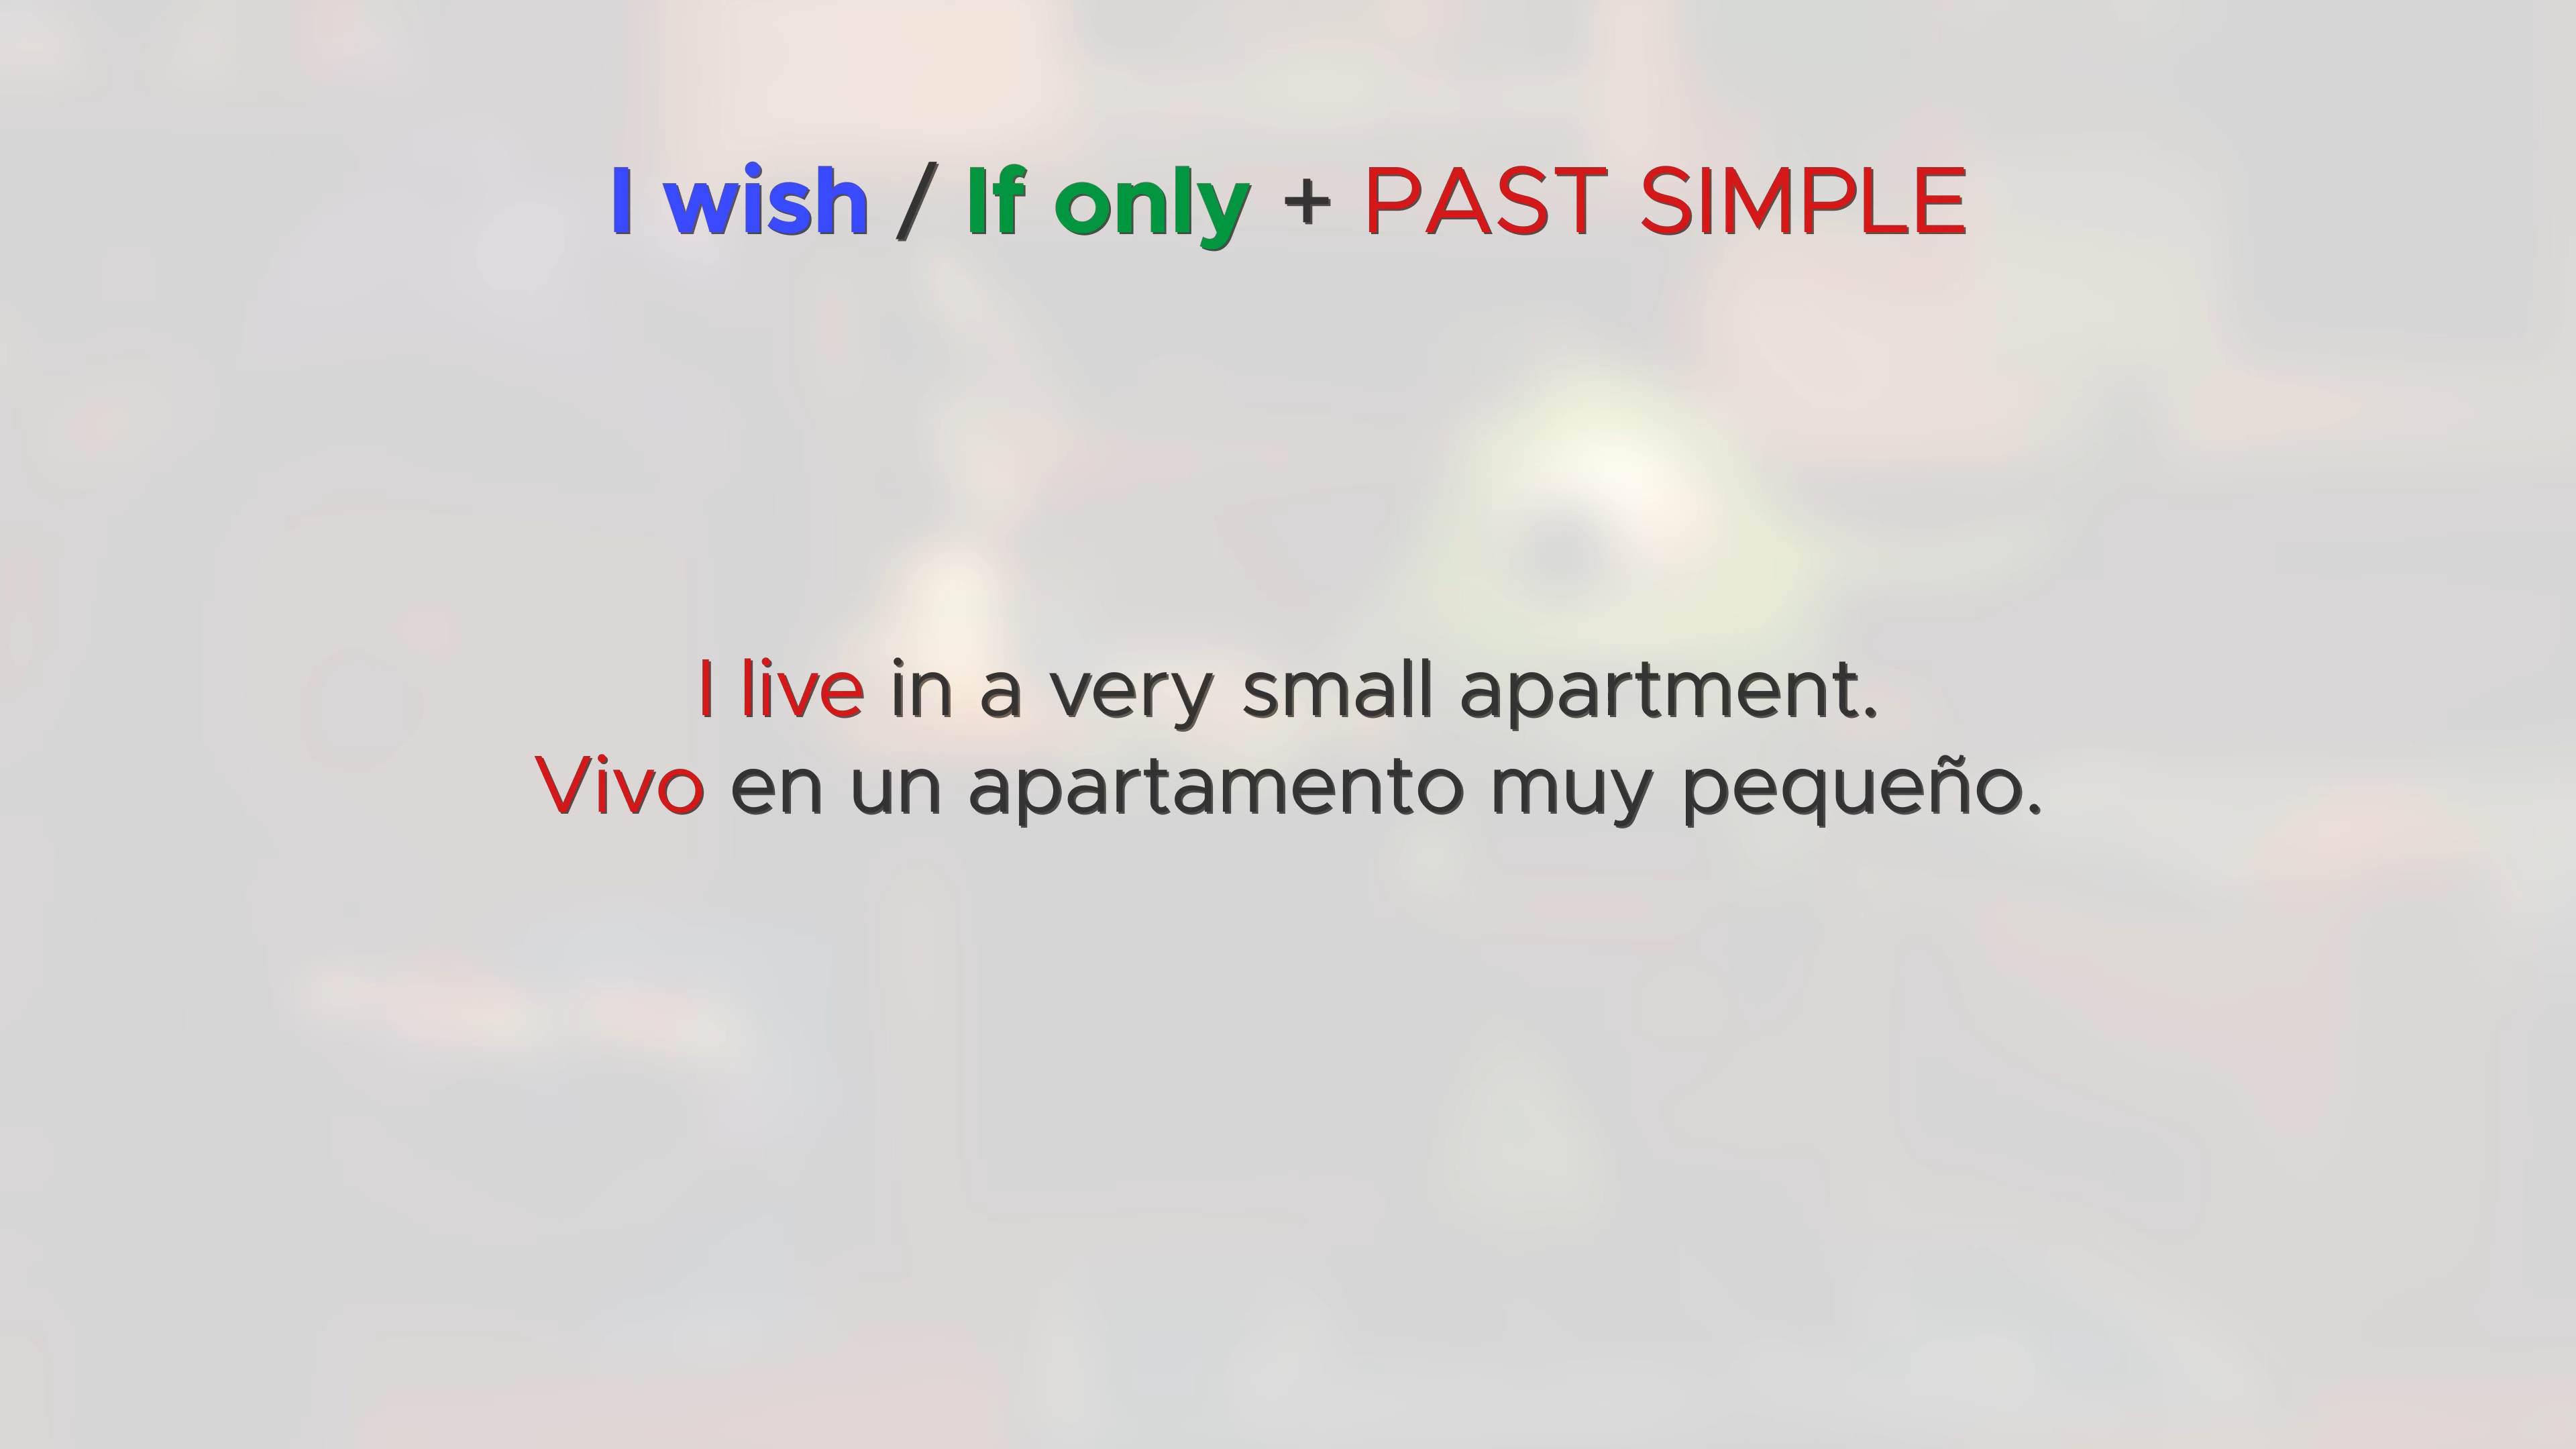 I wish / If only + PAST SIMPLE
I live in a very small apartment.
Vivo en un apartamento muy pequeño.